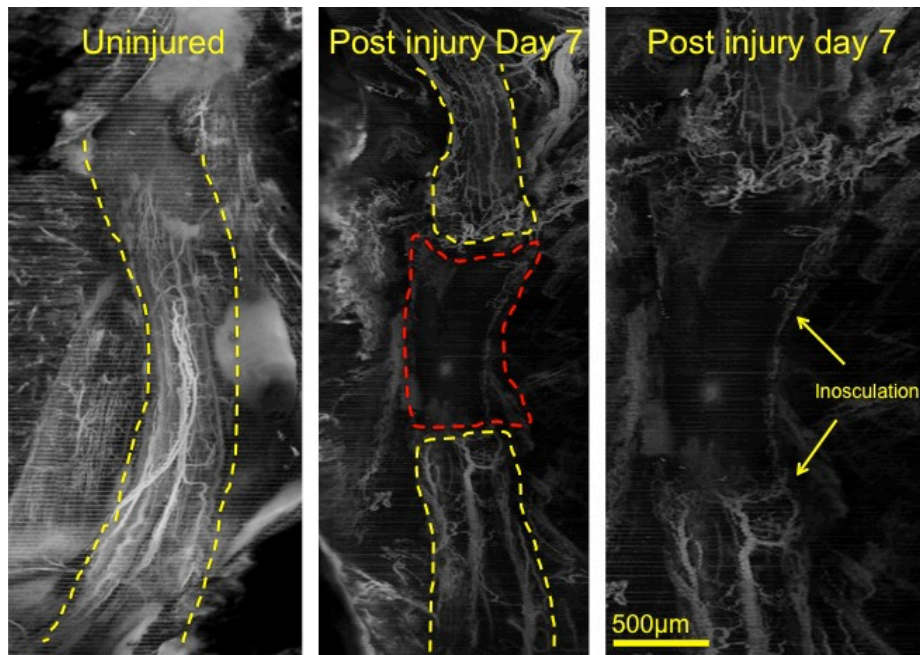 Uninjured
Post injury Day 7
Post injury day 7
Inosculation
500μm